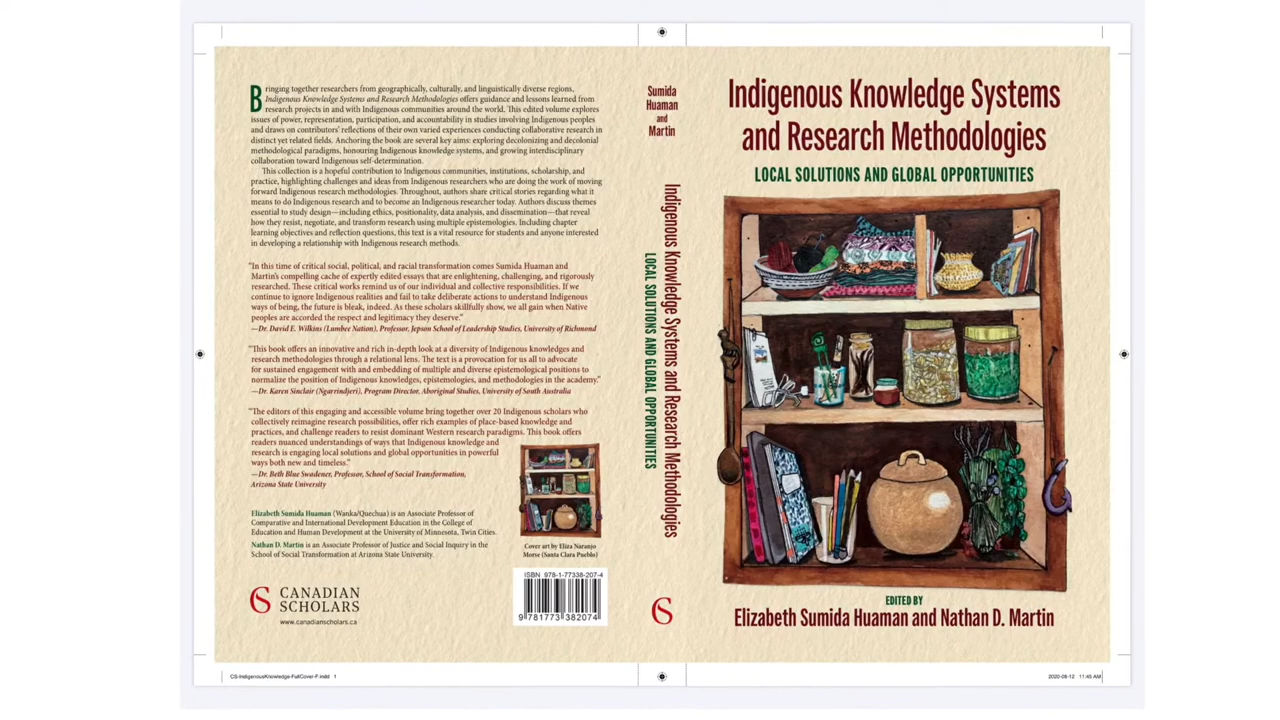 Bringing together researchers from geographically, culturally, and linguistically diverse regions,
Indigenous Knowledge Systems and Research Methodologies offers guidance and lessons learned from
research projects in and with Indigenous communities around the world. This edited volume explores
issues of power, representation, participation, and accountability in studies involving Indigenous peoples
and draws on contributors' reflections of their own varied experiences conducting collaborative research in
distinct yet related fields. Anchoring the book are several key aims: exploring decolonizing and decolonial
methodological paradigms, honouring Indigenous knowledge systems, and growing interdisciplinary
collaboration toward Indigenous self-determination.
This collection is a hopeful contribution to Indigenous communities, institutions, scholarship, and
practice, highlighting challenges and ideas from Indigenous researchers who are doing the work of moving
forward Indigenous research methodologies. Throughout, authors share critical stories regarding what it
means to do Indigenous research and to become an Indigenous researcher today. Authors discuss themes
essential to study design—including ethics, positionality, data analysis, and dissemination—that reveal
how they resist, negotiate, and transform research using multiple epistemologies. Including chapter
learning objectives and reflection questions, this text is a vital resource for students and anyone interested
in developing a relationship with Indigenous research methods.
"In this time of critical social, political, and racial transformation comes Sumida Huaman and
Martin's compelling cache of expertly edited essays that are enlightening, challenging, and rigorously
researched. These critical works remind us of our individual and collective responsibilities. If we
continue to ignore Indigenous realities and fail to take deliberate actions to understand Indigenous
ways of being, the future is bleak, indeed. As these scholars skillfully show, we all gain when Native
peoples are accorded the respect and legitimacy they deserve."
—Dr. David E. Wilkins (Lumbee Nation), Professor, Jepson School of Leadership Studies, University of Richmond
"This book offers an innovative and rich in-depth look at a diversity of Indigenous knowledges and
research methodologies through a relational lens. The text is a provocation for us all to advocate
for sustained engagement with and embedding of multiple and diverse epistemological positions to
normalize the position of Indigenous knowledges, epistemologies, and methodologies in the academy."
—Dr. Karen Sinclair (Ngarrindjeri), Program Director, Aboriginal Studies, University of South Australia
"The editors of this engaging and accessible volume bring together over 20 Indigenous scholars who
collectively reimagine research possibilities, offer rich examples of place-based knowledge and
practices, and challenge readers to resist dominant Western research paradigms. This book offers
readers nuanced understandings of ways that Indigenous knowledge and
research is engaging local solutions and global opportunities in powerful
ways both new and timeless."
—Dr. Beth Blue Swadener, Professor, School of Social Transformation,
Arizona State University
Elizabeth Sumida Huaman (Wanka/Quechua) is an Associate Professor of
Comparative and International Development Education in the College of
Education and Human Development at the University of Minnesota, Twin Cities.
Nathan D. Martin is an Associate Professor of Justice and Social Inquiry in the
School of Social Transformation at Arizona State University.
Cover art by Eliza Naranjo
Morse (Santa Clara Pueblo)
CS CANADIAN
SCHOLARS
www.canadianscholars.ca
ISBN 978-1-77338-207-4
9 781773 382074
Sumida
Huaman
and
Martin
Indigenous Knowledge Systems and Research Methodologies
LOCAL SOLUTIONS AND GLOBAL OPPORTUNITIES
CS
Indigenous Knowledge Systems
and Research Methodologies
LOCAL SOLUTIONS AND GLOBAL OPPORTUNITIES
EDITED BY
Elizabeth Sumida Huaman and Nathan D. Martin
CS-IndigenousKnowledge-FullCover-F.indd 1
2020-08-12 11:45 AM